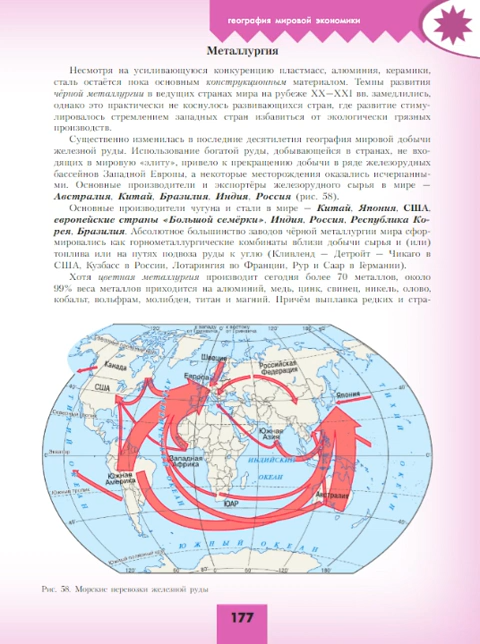 география мировой экономики
Металлургия
Несмотря на усиливающуюся конкуренцию пластмасс, алюминия, керамики,
сталь остаётся пока основным конструкционным материалом. Темпы развития
чёрной металлургии в ведущих странах мира на рубеже XX—XXI вв. замедлились,
однако это практически не коснулось развивающихся стран, где развитие стиму-
лировалось стремлением западных стран избавиться от экологически грязных
производств.
Существенно изменилась в последние десятилетия география мировой добычи
железной руды. Использование богатой руды, добывающейся в странах, не вхо-
дящих в мировую «элиту», привело к прекращению добычи в ряде железорудных
бассейнов Западной Европы, а некоторые месторождения оказались исчерпанны-
ми. Основные производители и экспортёры железорудного сырья в мире —
Австралия, Китай, Бразилия, Индия, Россия (рис. 58).
Основные производители чугуна и стали в мире — Китай, Япония, США,
европейские страны «Большой семёрки», Индия, Россия, Республика Ко-
рея, Бразилия. Абсолютное большинство заводов чёрной металлургии мира сфор-
мировались как горнометаллургические комбинаты вблизи добычи сырья и (или)
топлива или на путях подвоза руды к углю (Кливленд — Детройт — Чикаго в
США, Кузбасс в России, Лотарингия во Франции, Рур и Саар в Германии).
Хотя цветная металлургия производит сегодня более 70 металлов, около
99% веса металлов приходится на алюминий, медь, цинк, свинец, никель, олово,
кобальт, вольфрам, молибден, титан и магний. Причём выплавка редких и стра-
Канада
США
Швеция
Европа
Российская
Федерация
Япония
Южная
Азия
Западная
Африка
Южная
Америка
ЮАР
Австралия
ИНДИЙСКИЙ
ОКЕАН
ТИХИЙ
ОКЕАН
ЮЖНЫЙ ОКЕАН
Экватор
Южный тропик
Рис. 58. Морские перевозки железной руды
177